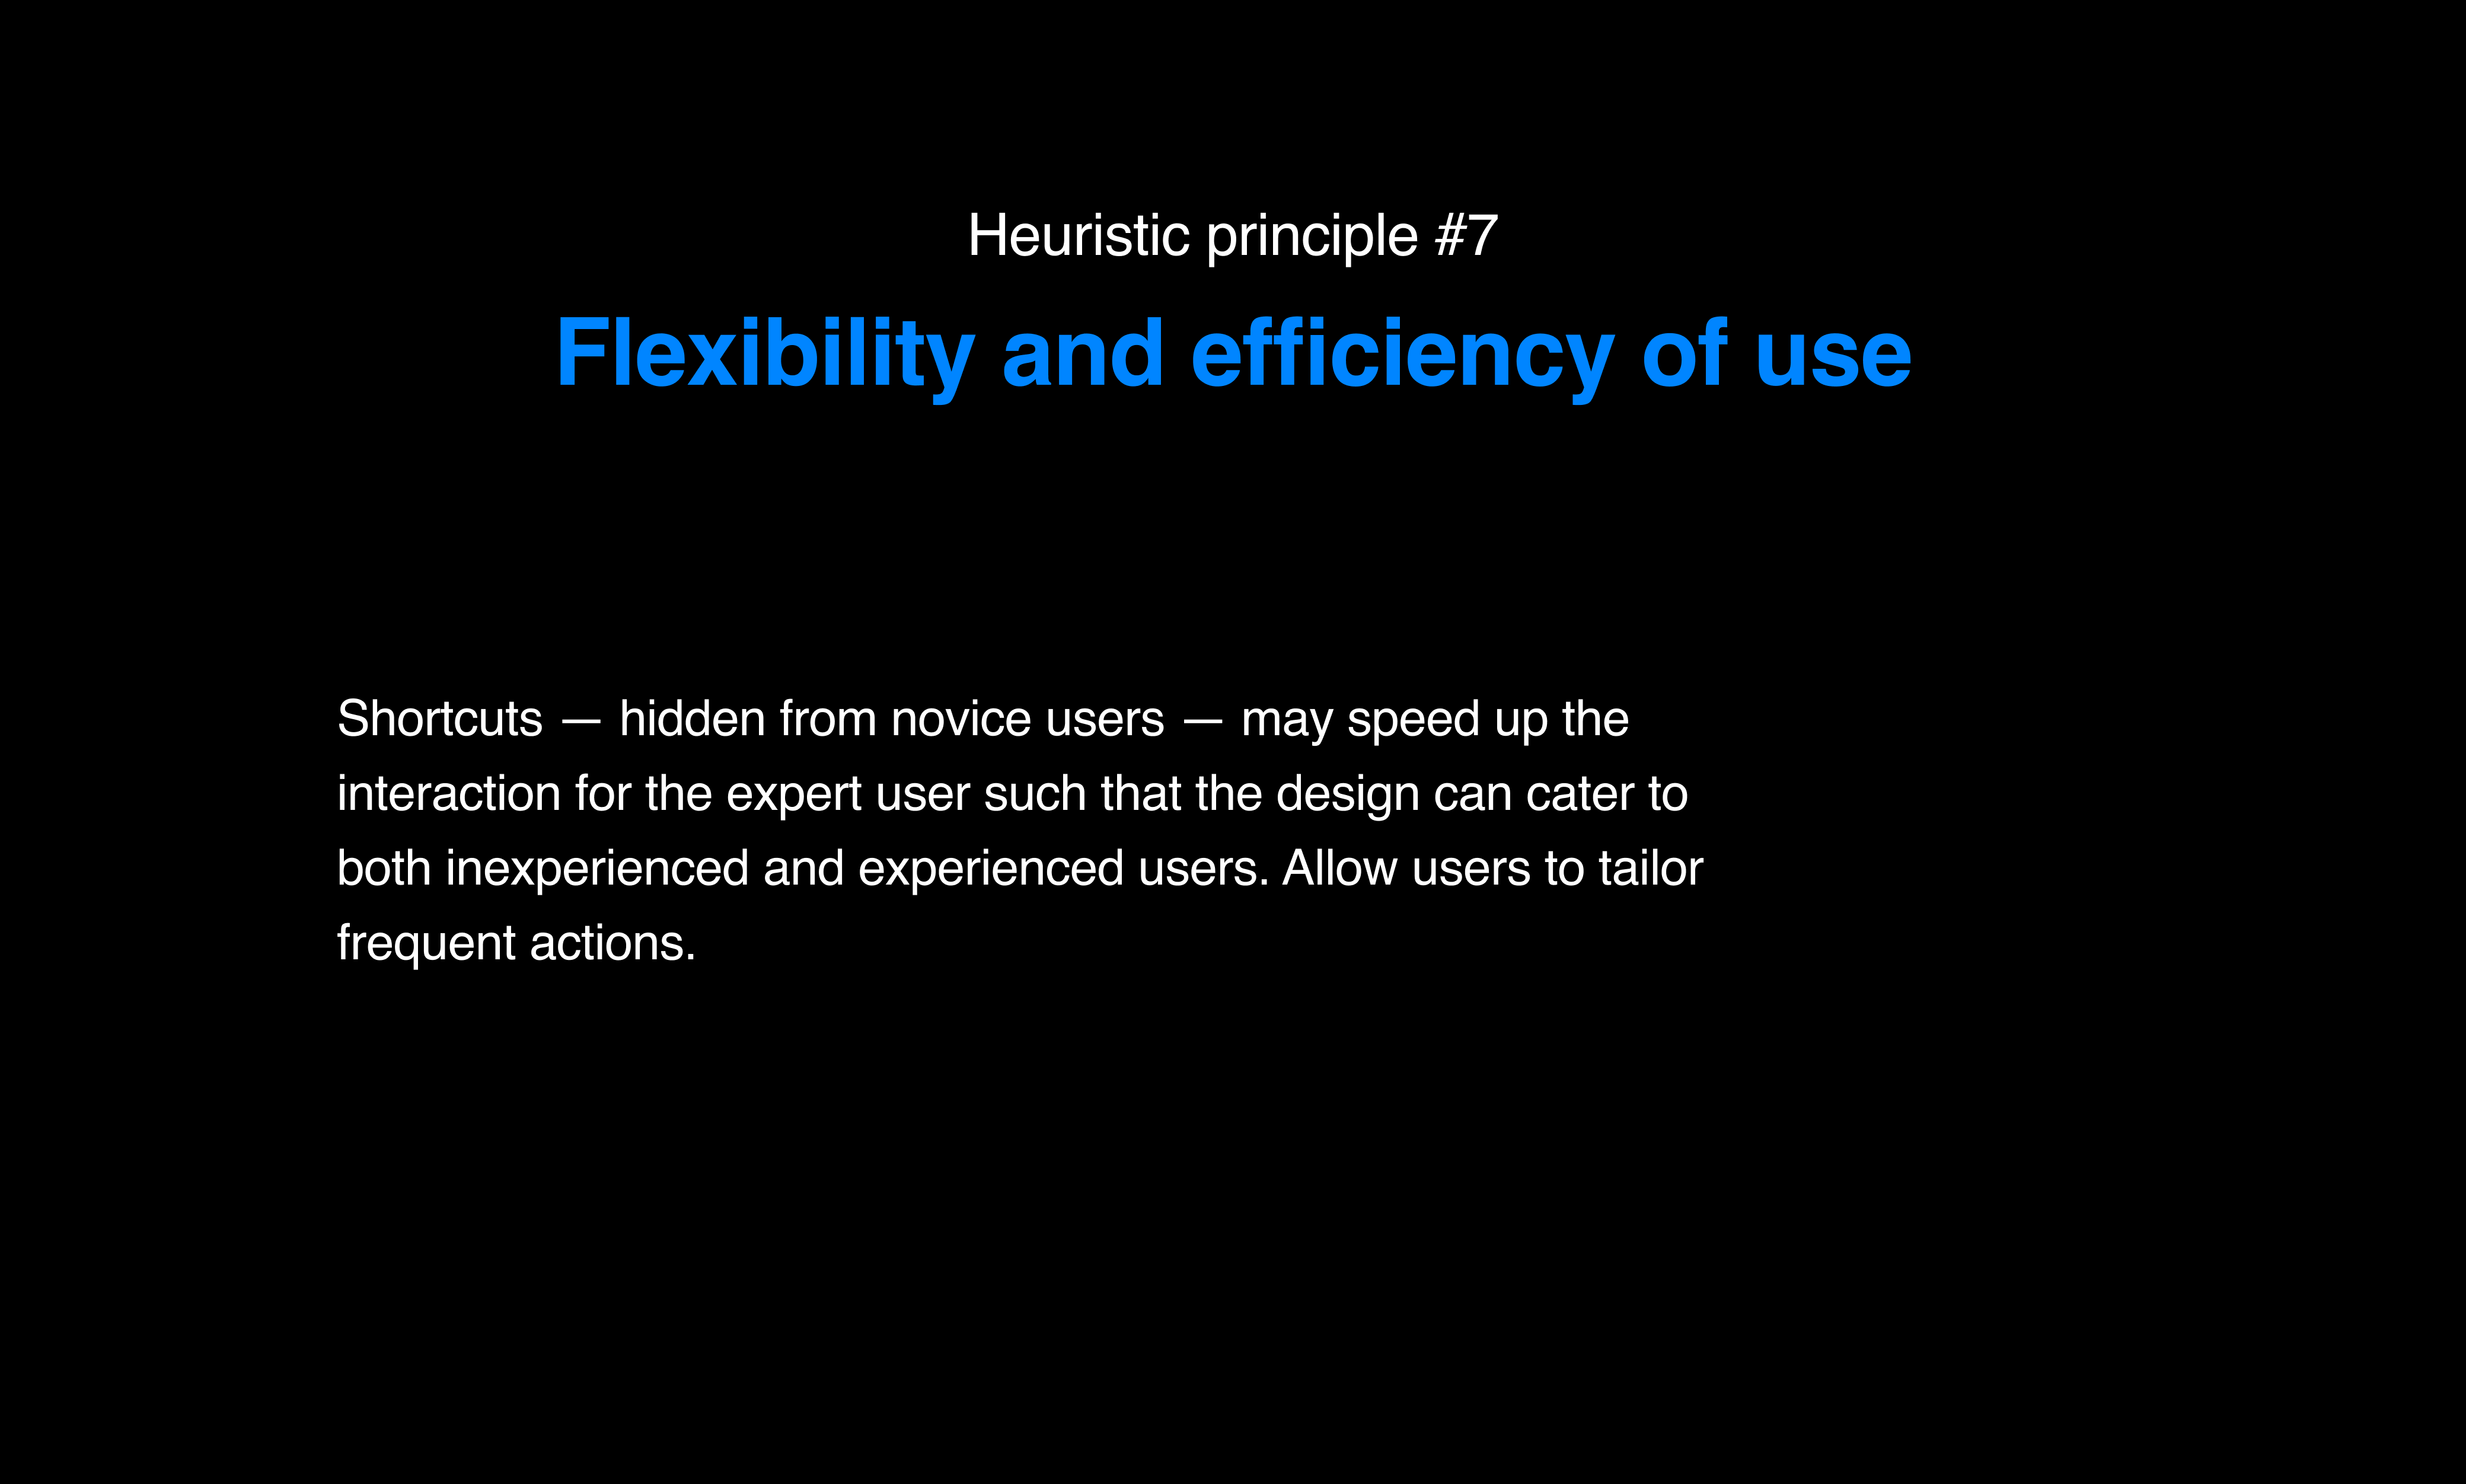 Heuristic principle #7
Flexibility and efficiency of use
Shortcuts — hidden from novice users — may speed up the
interaction for the expert user such that the design can cater to
both inexperienced and experienced users. Allow users to tailor
frequent actions.